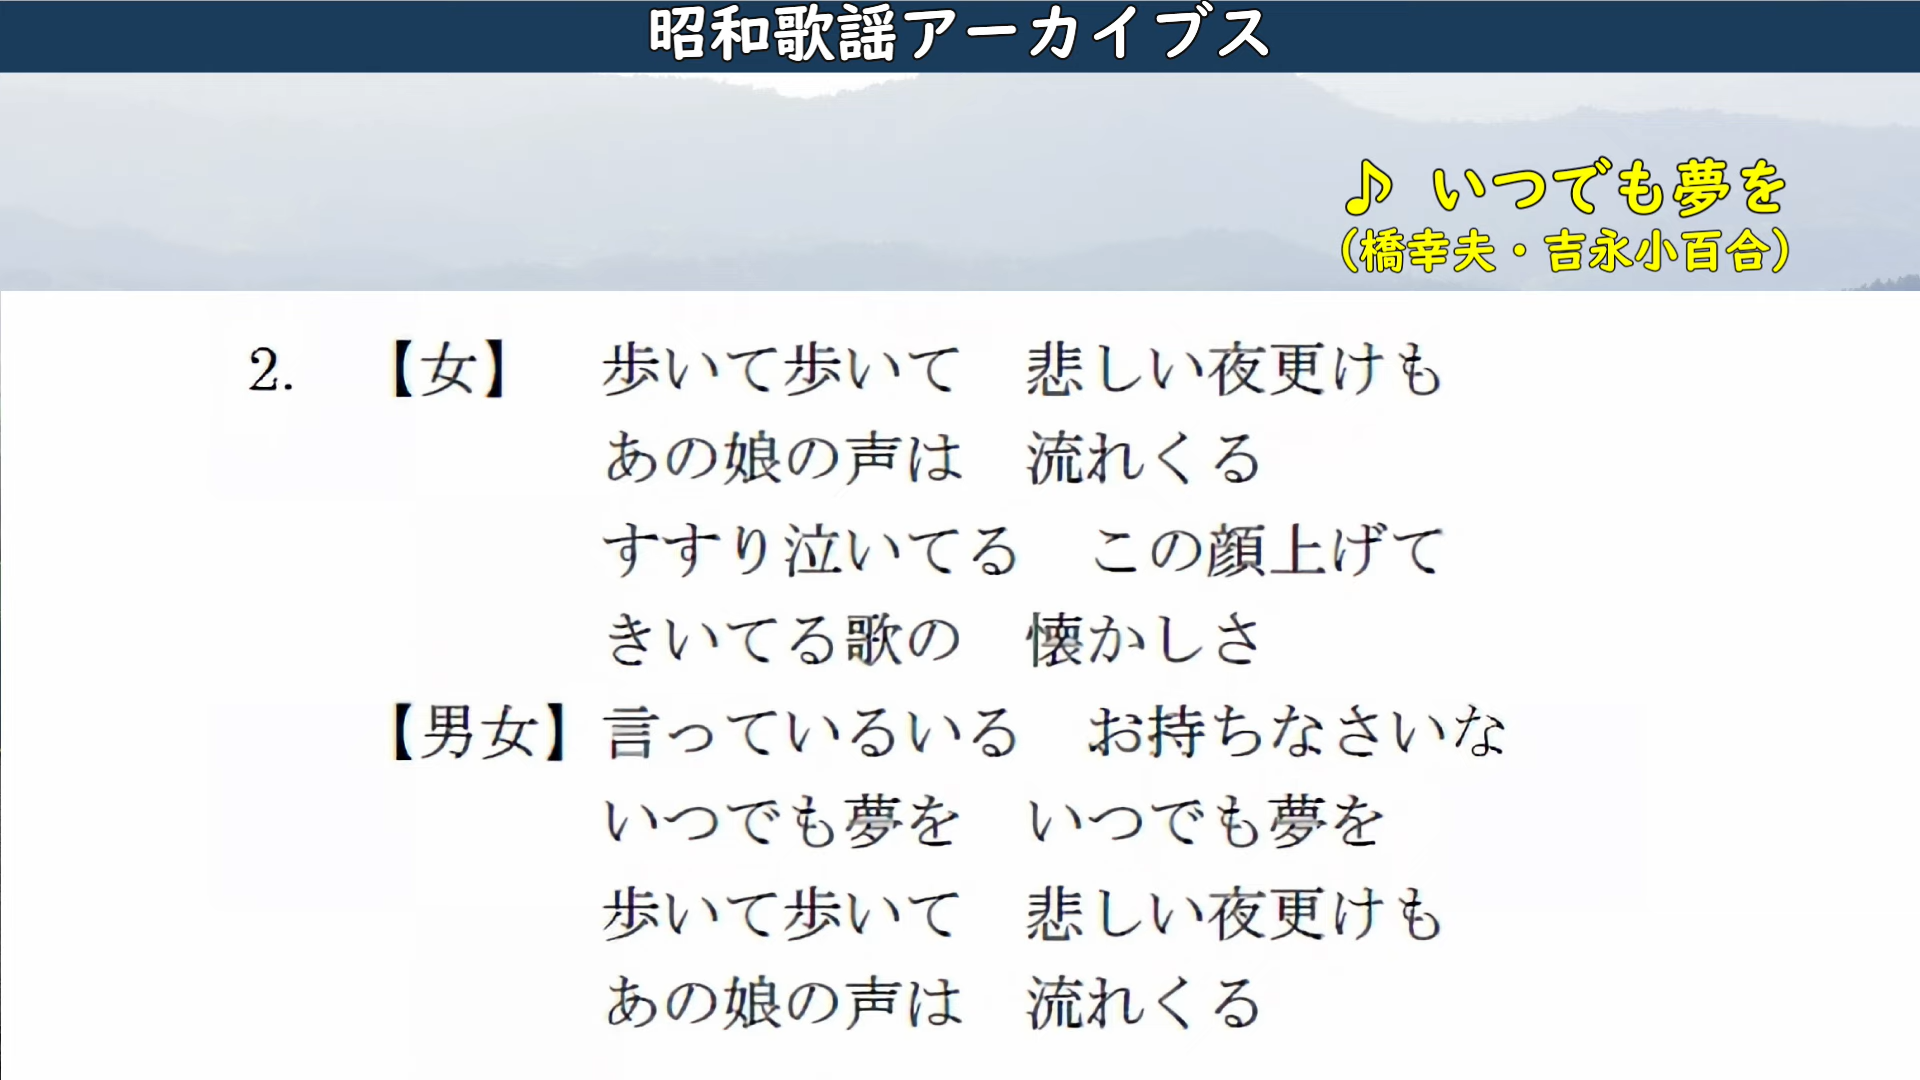 昭和歌謡アーカイブス
♪ いつでも夢を
（橋幸夫・吉永小百合）
2. 【女】 歩いて歩いて 悲しい夜更けも
あの娘の声は 流れくる
すすり泣いてる この顔上げて
きいてる歌の 懐かしさ
【男女】言っているいる お持ちなさいな
いつでも夢を いつでも夢を
歩いて歩いて 悲しい夜更けも
あの娘の声は 流れくる